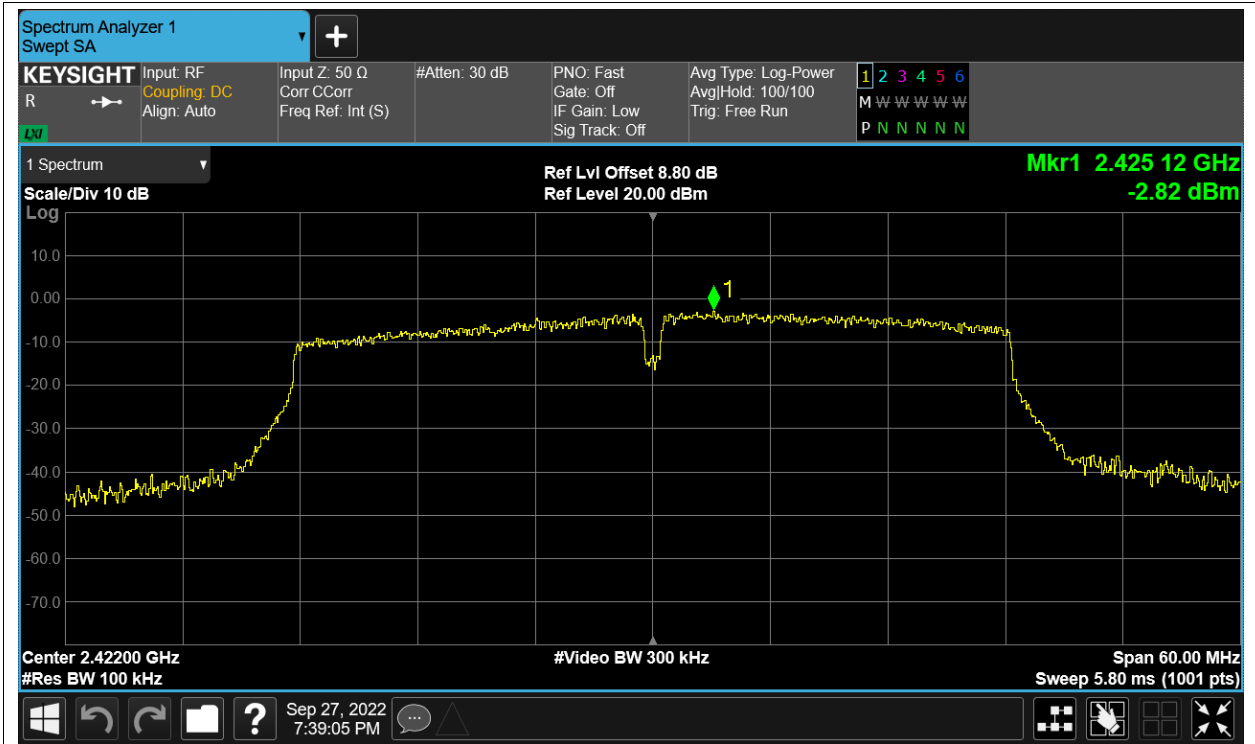 Spectrum Analyzer 1
Swept SA
KEYSIGHT
R
LXI
Input: RF
Coupling: DC
Align: Auto
Input Z: 50 Ω
Corr CCorr
Freq Ref: Int (S)
#Atten: 30 dB
PNO: Fast
Gate: Off
IF Gain: Low
Sig Track: Off
Avg Type: Log-Power
Avg|Hold: 100/100
Trig: Free Run
1 2 3 4 5 6
M W W W W W
P N N N N N
1 Spectrum
Scale/Div 10 dB
Log
Ref Lvl Offset 8.80 dB
Ref Level 20.00 dBm
Mkr1 2.425 12 GHz
-2.82 dBm
1
10.0
0.00
-10.0
-20.0
-30.0
-40.0
-50.0
-60.0
-70.0
Center 2.42200 GHz
#Res BW 100 kHz
#Video BW 300 kHz
Span 60.00 MHz
Sweep 5.80 ms (1001 pts)
?
Sep 27, 2022
7:39:05 PM